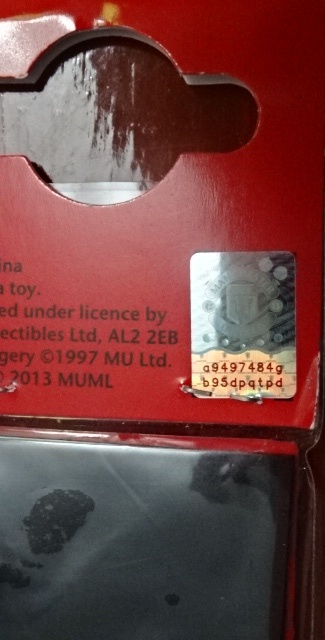 ina
a toy.
ed under licence by
ectibles Ltd, AL2 2EB
gery ©1997 MU Ltd.
© 2013 MUML
a9497484g
b95dpqtpd